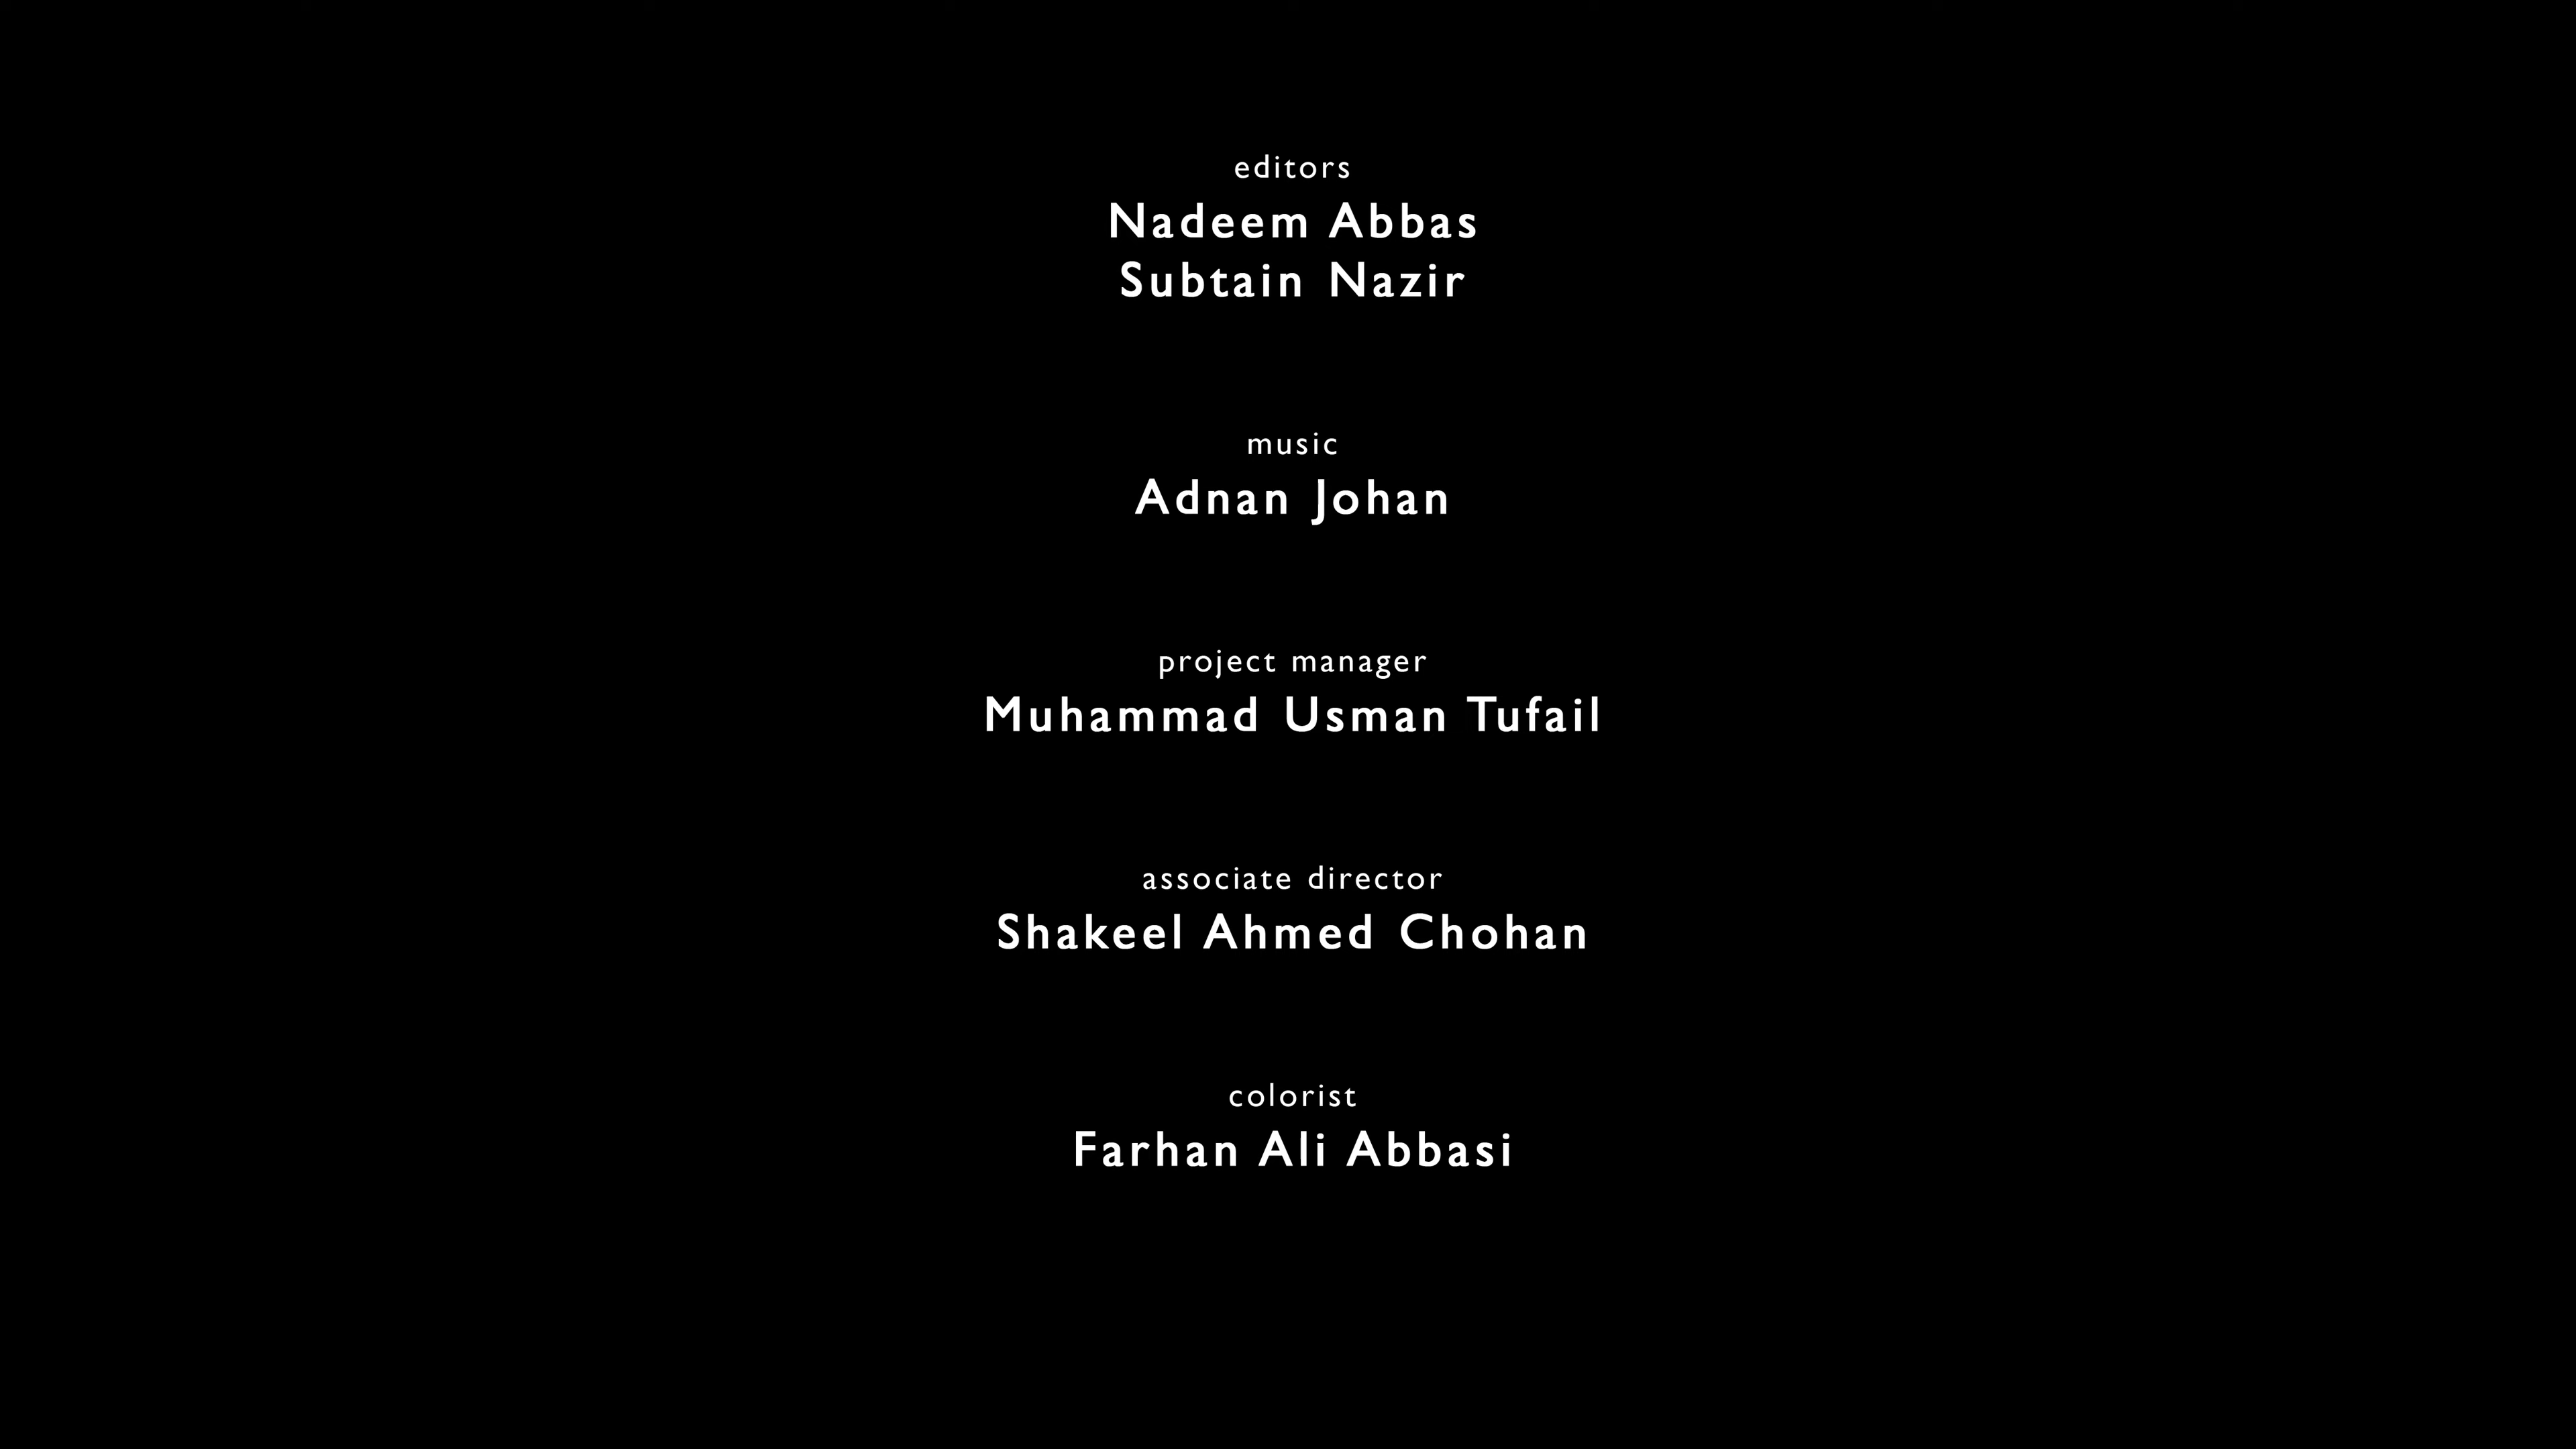 editors
Nadeem Abbas
Subtain Nazir
music
Adnan Johan
project manager
Muhammad Usman Tufail
associate director
Shakeel Ahmed Chohan
colorist
Farhan Ali Abbasi